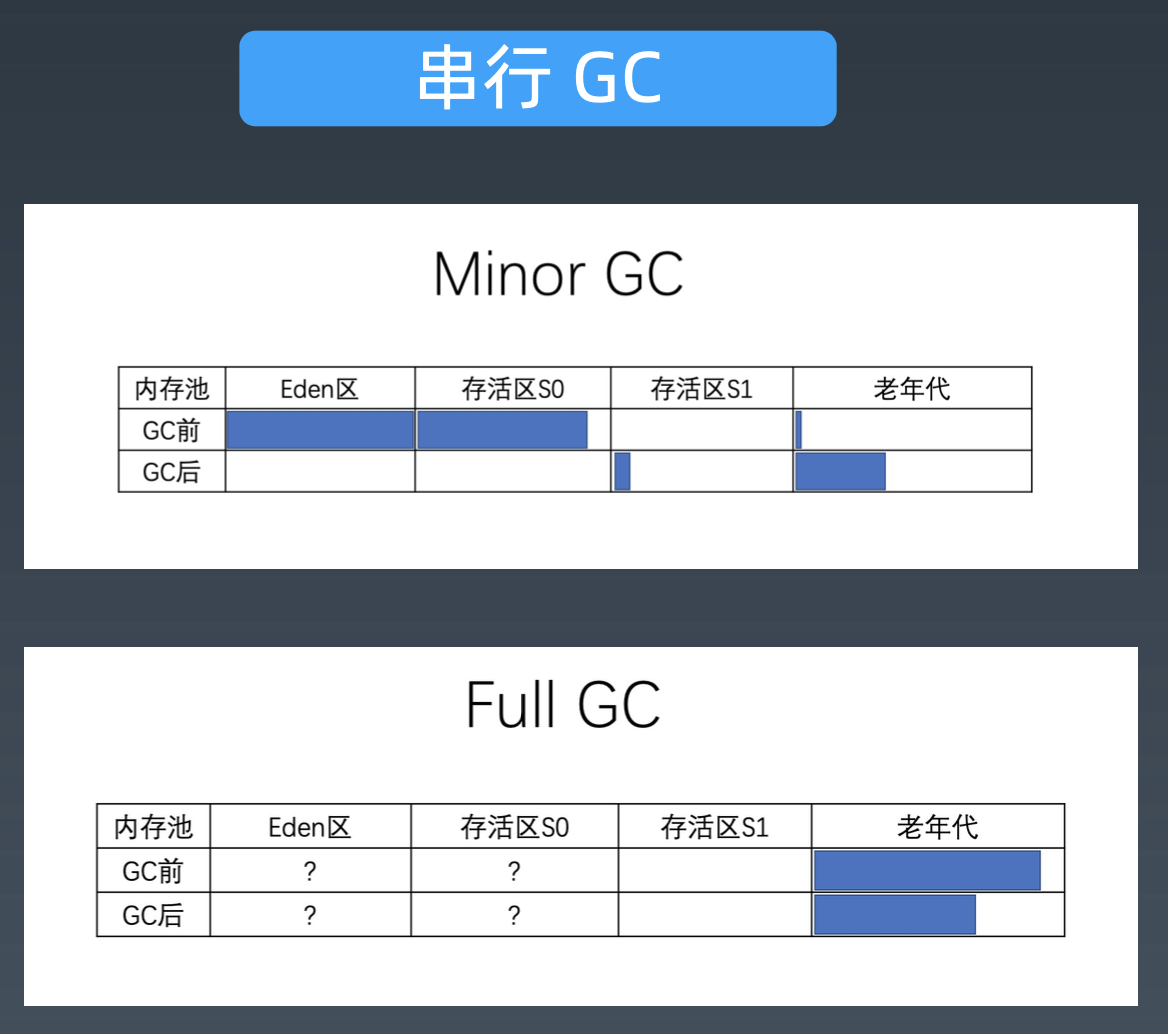 串行 GC
Minor GC
内存池 Eden区 存活区S0 存活区S1 老年代
GC前
GC后
Full GC
内存池 Eden区 存活区S0 存活区S1 老年代
GC前 ? ?
GC后 ? ?